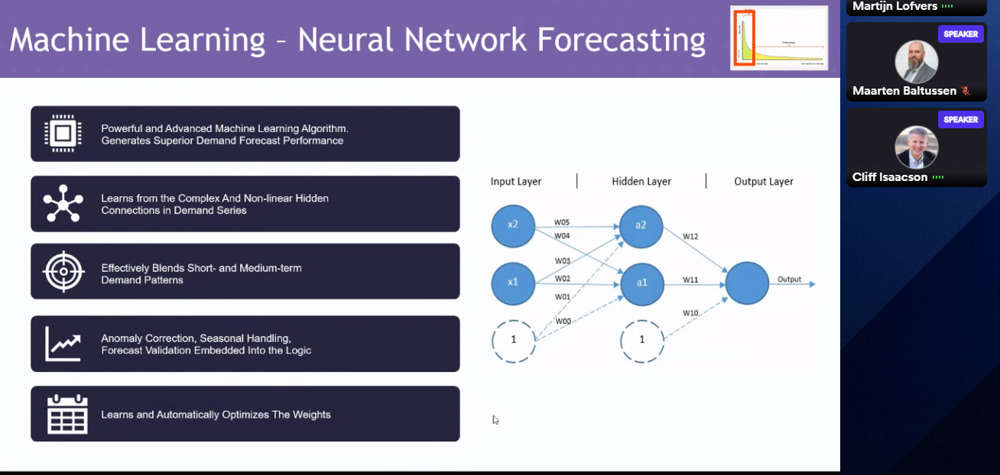 Machine Learning – Neural Network Forecasting
Powerful and Advanced Machine Learning Algorithm.
Generates Superior Demand Forecast Performance
Learns from the Complex And Non-linear Hidden
Connections in Demand Series
Effectively Blends Short- and Medium-term
Demand Patterns
Anomaly Correction, Seasonal Handling,
Forecast Validation Embedded Into the Logic
Learns and Automatically Optimizes The Weights
Input Layer | Hidden Layer | Output Layer
x2
W05
W04
a2
W12
W03
x1
W02
a1
W11
Output
W01
W00
W10
1
1
Martijn Lofvers
SPEAKER
Maarten Baltussen
SPEAKER
Cliff Isaacson